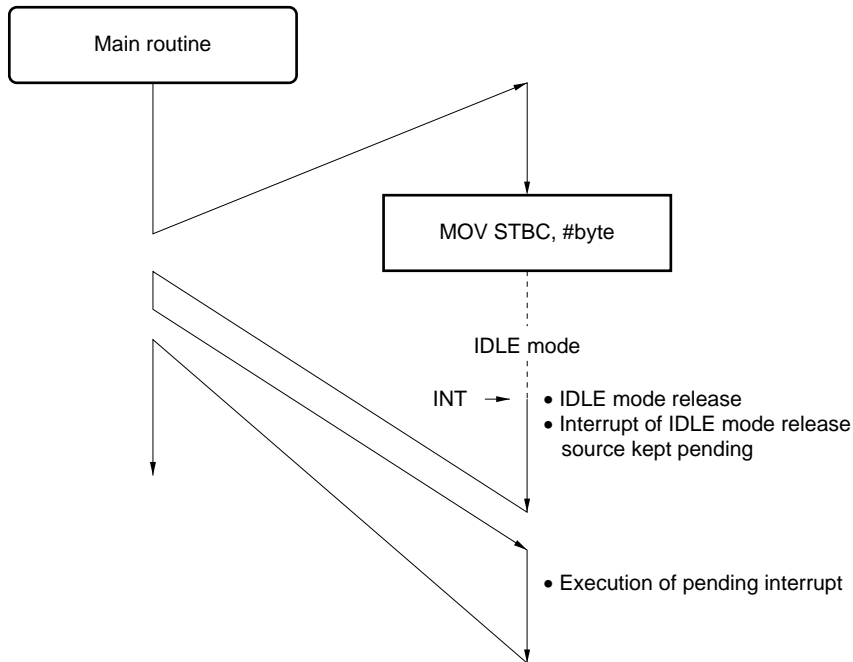 Main routine
MOV STBC, #byte
IDLE mode
INT
• IDLE mode release
• Interrupt of IDLE mode release
source kept pending
• Execution of pending interrupt